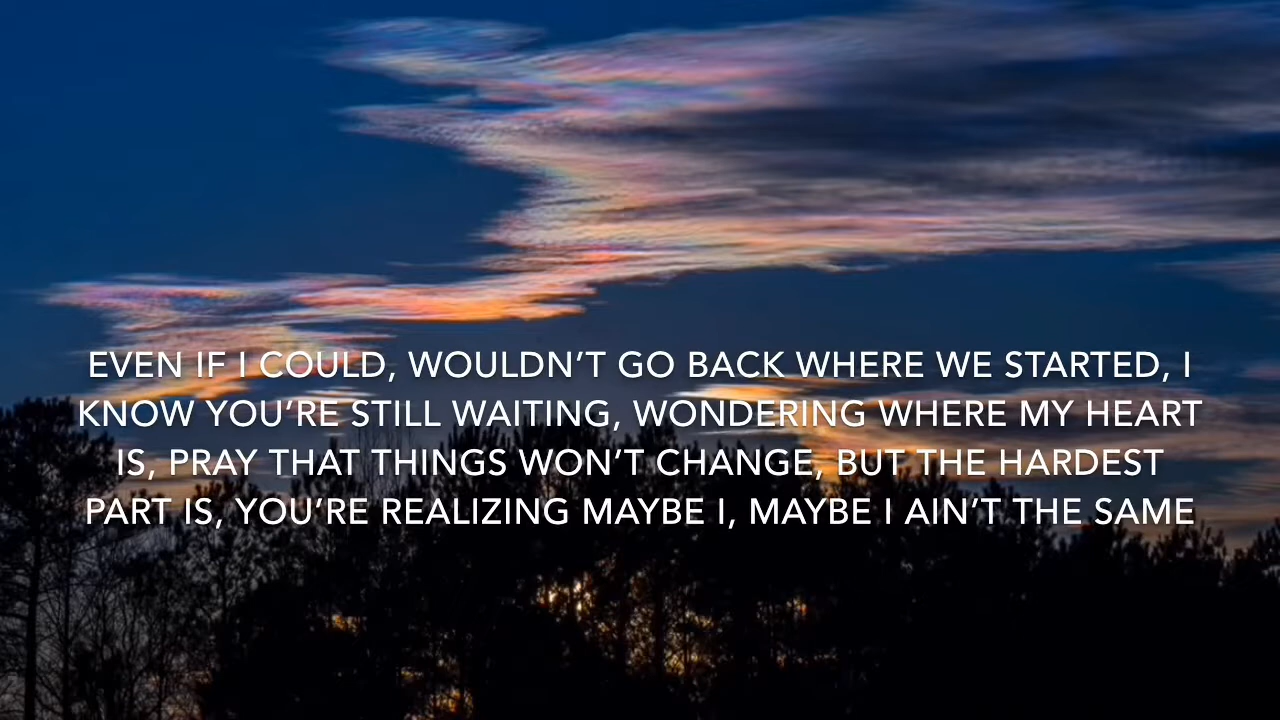 EVEN IF I COULD, WOULDN’T GO BACK WHERE WE STARTED, I
KNOW YOU’RE STILL WAITING, WONDERING WHERE MY HEART
IS, PRAY THAT THINGS WON’T CHANGE, BUT THE HARDEST
PART IS, YOU’RE REALIZING MAYBE I, MAYBE I AIN’T THE SAME